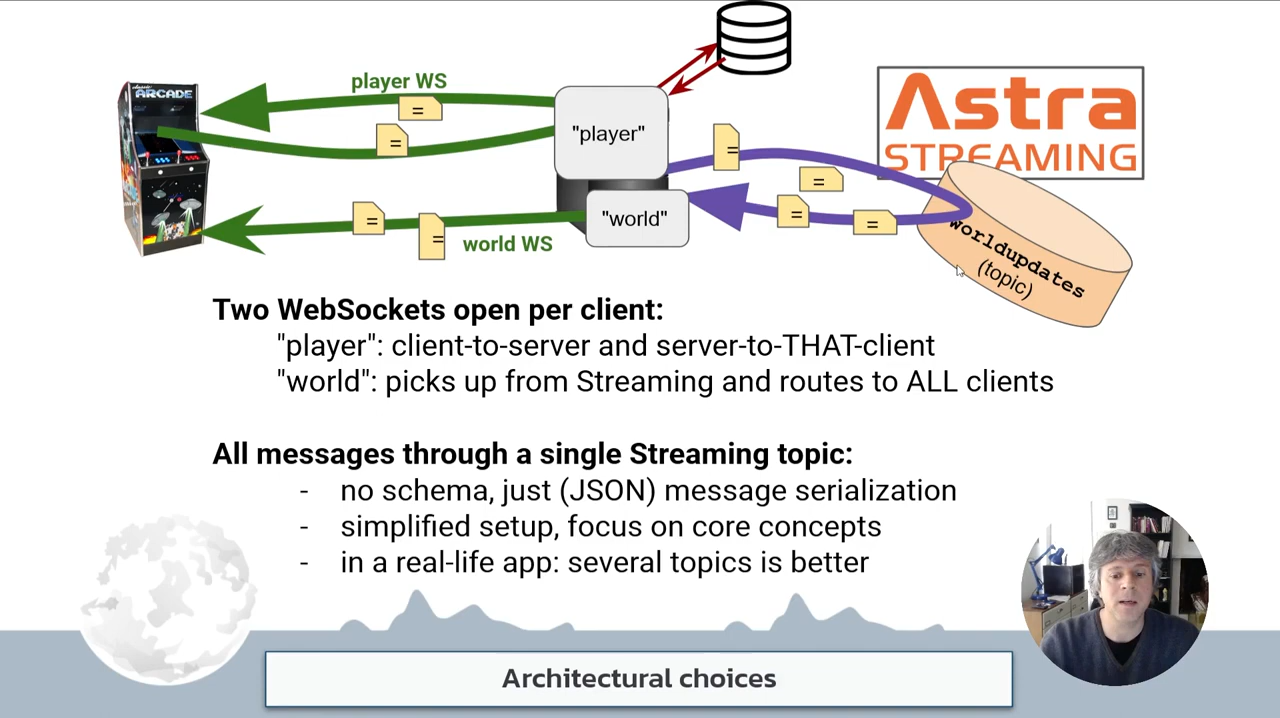 player WS
classic
ARCADE
=
=
"player"
=
=
=
=
Astra
STREAMING
=
=
world WS
"world"
worldupdates
(topic)
Two WebSockets open per client:
"player": client-to-server and server-to-THAT-client
"world": picks up from Streaming and routes to ALL clients
All messages through a single Streaming topic:
- no schema, just (JSON) message serialization
- simplified setup, focus on core concepts
- in a real-life app: several topics is better
Architectural choices